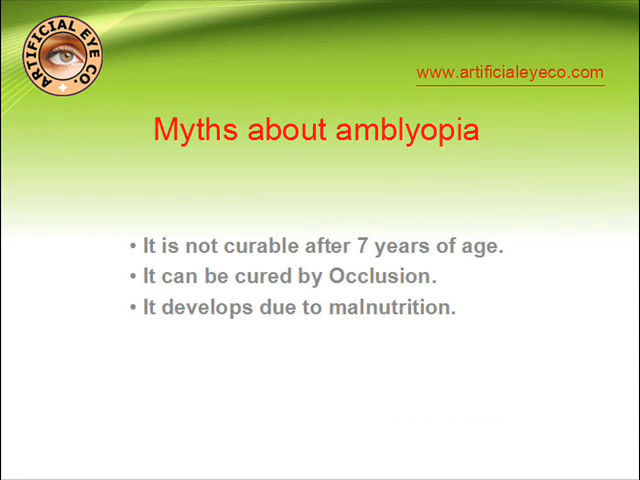 ARTIFICIAL EYE CO.
www.artificialeyeco.com
Myths about amblyopia
• It is not curable after 7 years of age.
• It can be cured by Occlusion.
• It develops due to malnutrition.